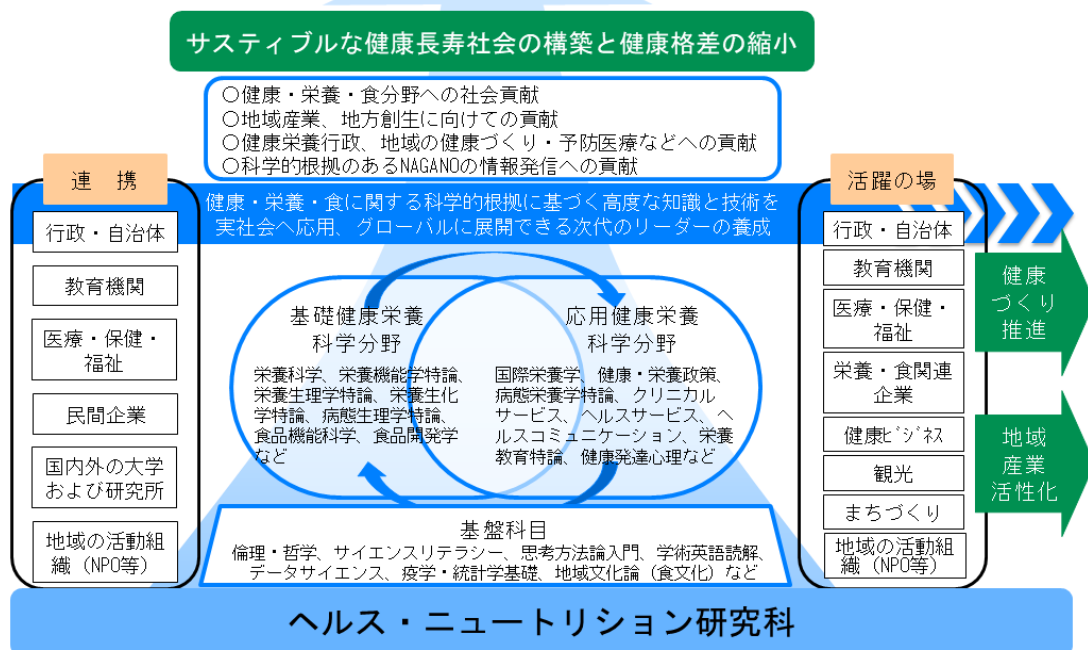 サスティブルな健康長寿社会の構築と健康格差の縮小
○健康・栄養・食分野への社会貢献
○地域産業、地方創生に向けての貢献
○健康栄養行政、地域の健康づくり・予防医療などへの貢献
○科学的根拠のあるNAGANOの情報発信への貢献
健康・栄養・食に関する科学的根拠に基づく高度な知識と技術を
実社会へ応用、グローバルに展開できる次代のリーダーの養成
連 携
行政・自治体
教育機関
医療・保健・
福祉
民間企業
国内外の大学
および研究所
地域の活動組
織（NPO等）
基礎健康栄養
科学分野
栄養科学、栄養機能学特論、
栄養生理学特論、栄養生化
学特論、病態生理学特論、
食品機能科学、食品開発学
など
応用健康栄養
科学分野
国際栄養学、健康・栄養政策、
病態栄養学特論、クリニカル
サービス、ヘルスサービス、ヘ
ルスコミュニケーション、栄養
教育特論、健康発達心理など
基盤科目
倫理・哲学、サイエンスリテラシー、思考方法論入門、学術英語読解、
データサイエンス、疫学・統計学基礎、地域文化論（食文化）など
活躍の場
行政・自治体
教育機関
医療・保健・
福祉
栄養・食関連
企業
健康ﾋﾞｼﾞﾈｽ
観光
まちづくり
地域の活動組
織（NPO等）
健康
づくり
推進
地域
産業
活性化
ヘルス・ニュートリション研究科